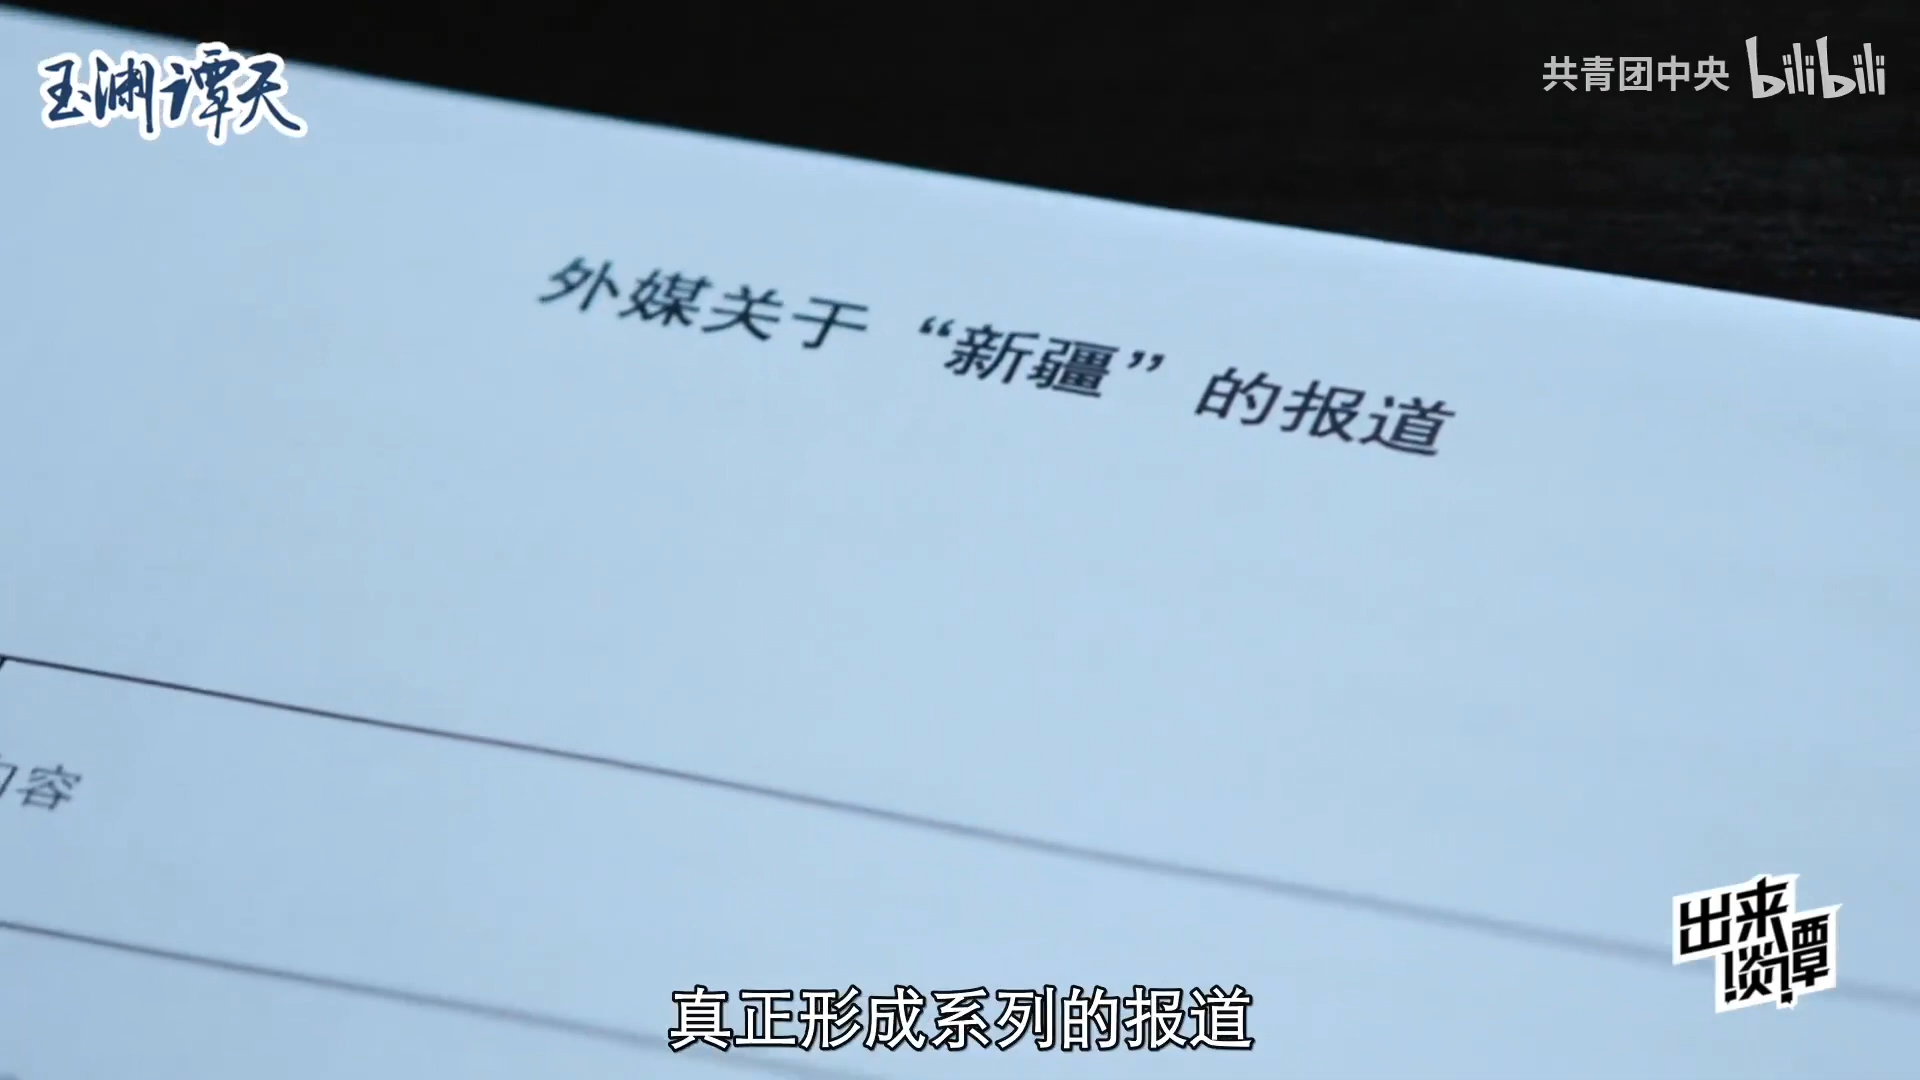 玉渊谭天
共青团中央 bilibili
外媒关于“新疆”的报道
内容
出来
谈谭
真正形成系列的报道